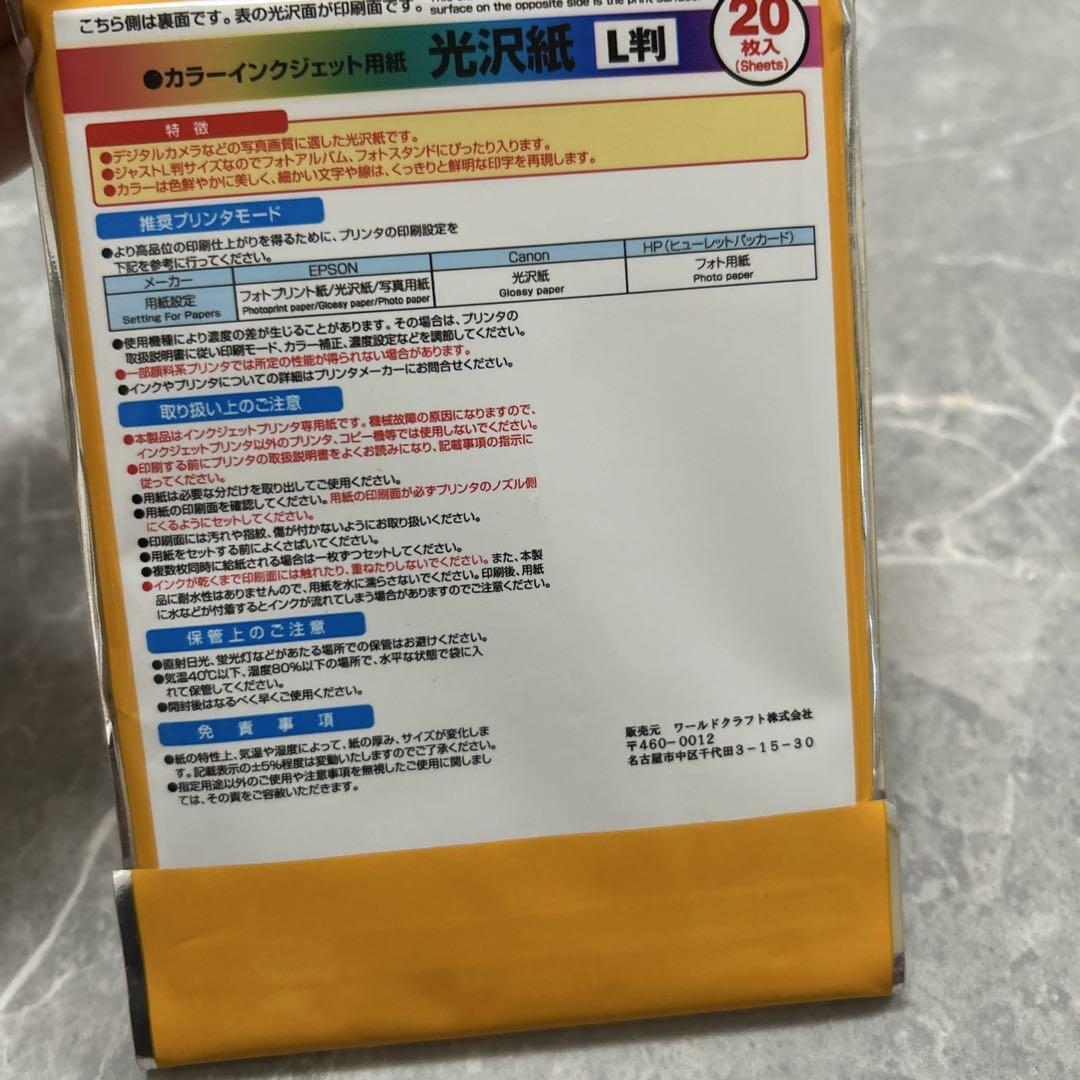 こちら側は裏面です。表の光沢面が印刷面です。
surface on the opposite side is the print
●カラーインクジェット用紙 光沢紙 L判
20
枚入
(Sheets)
特徴
●デジタルカメラなどの写真画質に適した光沢紙です。
●ジャストL判サイズなのでフォトアルバム、フォトスタンドにぴったり入ります。
●カラーは色鮮やかに美しく、細かい文字や線は、くっきりと鮮明な印字を再現します。
推奨プリンタモード
●より高品位の印刷仕上がりを得るために、プリンタの印刷設定を
下記を参考に行ってください。
メーカー EPSON Canon HP(ヒューレットパッカード)
用紙設定 フォトプリント紙/光沢紙/写真用紙 光沢紙 フォト用紙
Setting For Papers Photoprint paper/Glossy paper/Photo paper Glossy paper Photo paper
●使用機種により濃度の差が生じることがあります。その場合は、プリンタの
取扱説明書に従い印刷モード、カラー補正、濃度設定などを調節してください。
●一部顔料系プリンタでは所定の性能が得られない場合があります。
●インクやプリンタについての詳細はプリンタメーカーにお問合せください。
取り扱い上のご注意
●本製品はインクジェットプリンタ専用紙です。機械故障の原因になりますので、
インクジェットプリンタ以外のプリンタ、コピー機等では使用しないでください。
●印刷する前にプリンタの取扱説明書をよくお読みになり、記載事項の指示に
従ってください。
●用紙は必要な分だけを取り出してご使用ください。
●用紙の印刷面を確認してください。用紙の印刷面が必ずプリンタのノズル側
にくるようにセットしてください。
●印刷面には汚れや指紋、傷が付かないようにお取り扱いください。
●用紙をセットする前によくさばいてください。
●複数枚同時に給紙される場合は一枚ずつセットしてください。
●インクが乾くまで印刷面には触れたり、重ねたりしないでください。また、本製
品に耐水性はありませんので、用紙を水に濡らさないでください。印刷後、用紙
に水などが付着するとインクが流れてしまう場合がありますのでご注意ください。
保管上のご注意
●直射日光、蛍光灯などがあたる場所での保管はお避けください。
●気温40℃以下、湿度80%以下の場所で、水平な状態で袋に入
れて保管してください。
●開封後はなるべく早くご使用ください。
免責事項
●紙の特性上、気温や湿度によって、紙の厚み、サイズが変化しま
す。記載表示の±5%程度は変動いたしますのでご了承ください。
●指定用途以外のご使用や注意事項を無視したご使用に関しまし
ては、その責をご容赦いただきます。
販売元 ワールドクラフト株式会社
〒460-0012
名古屋市中区千代田3-15-30